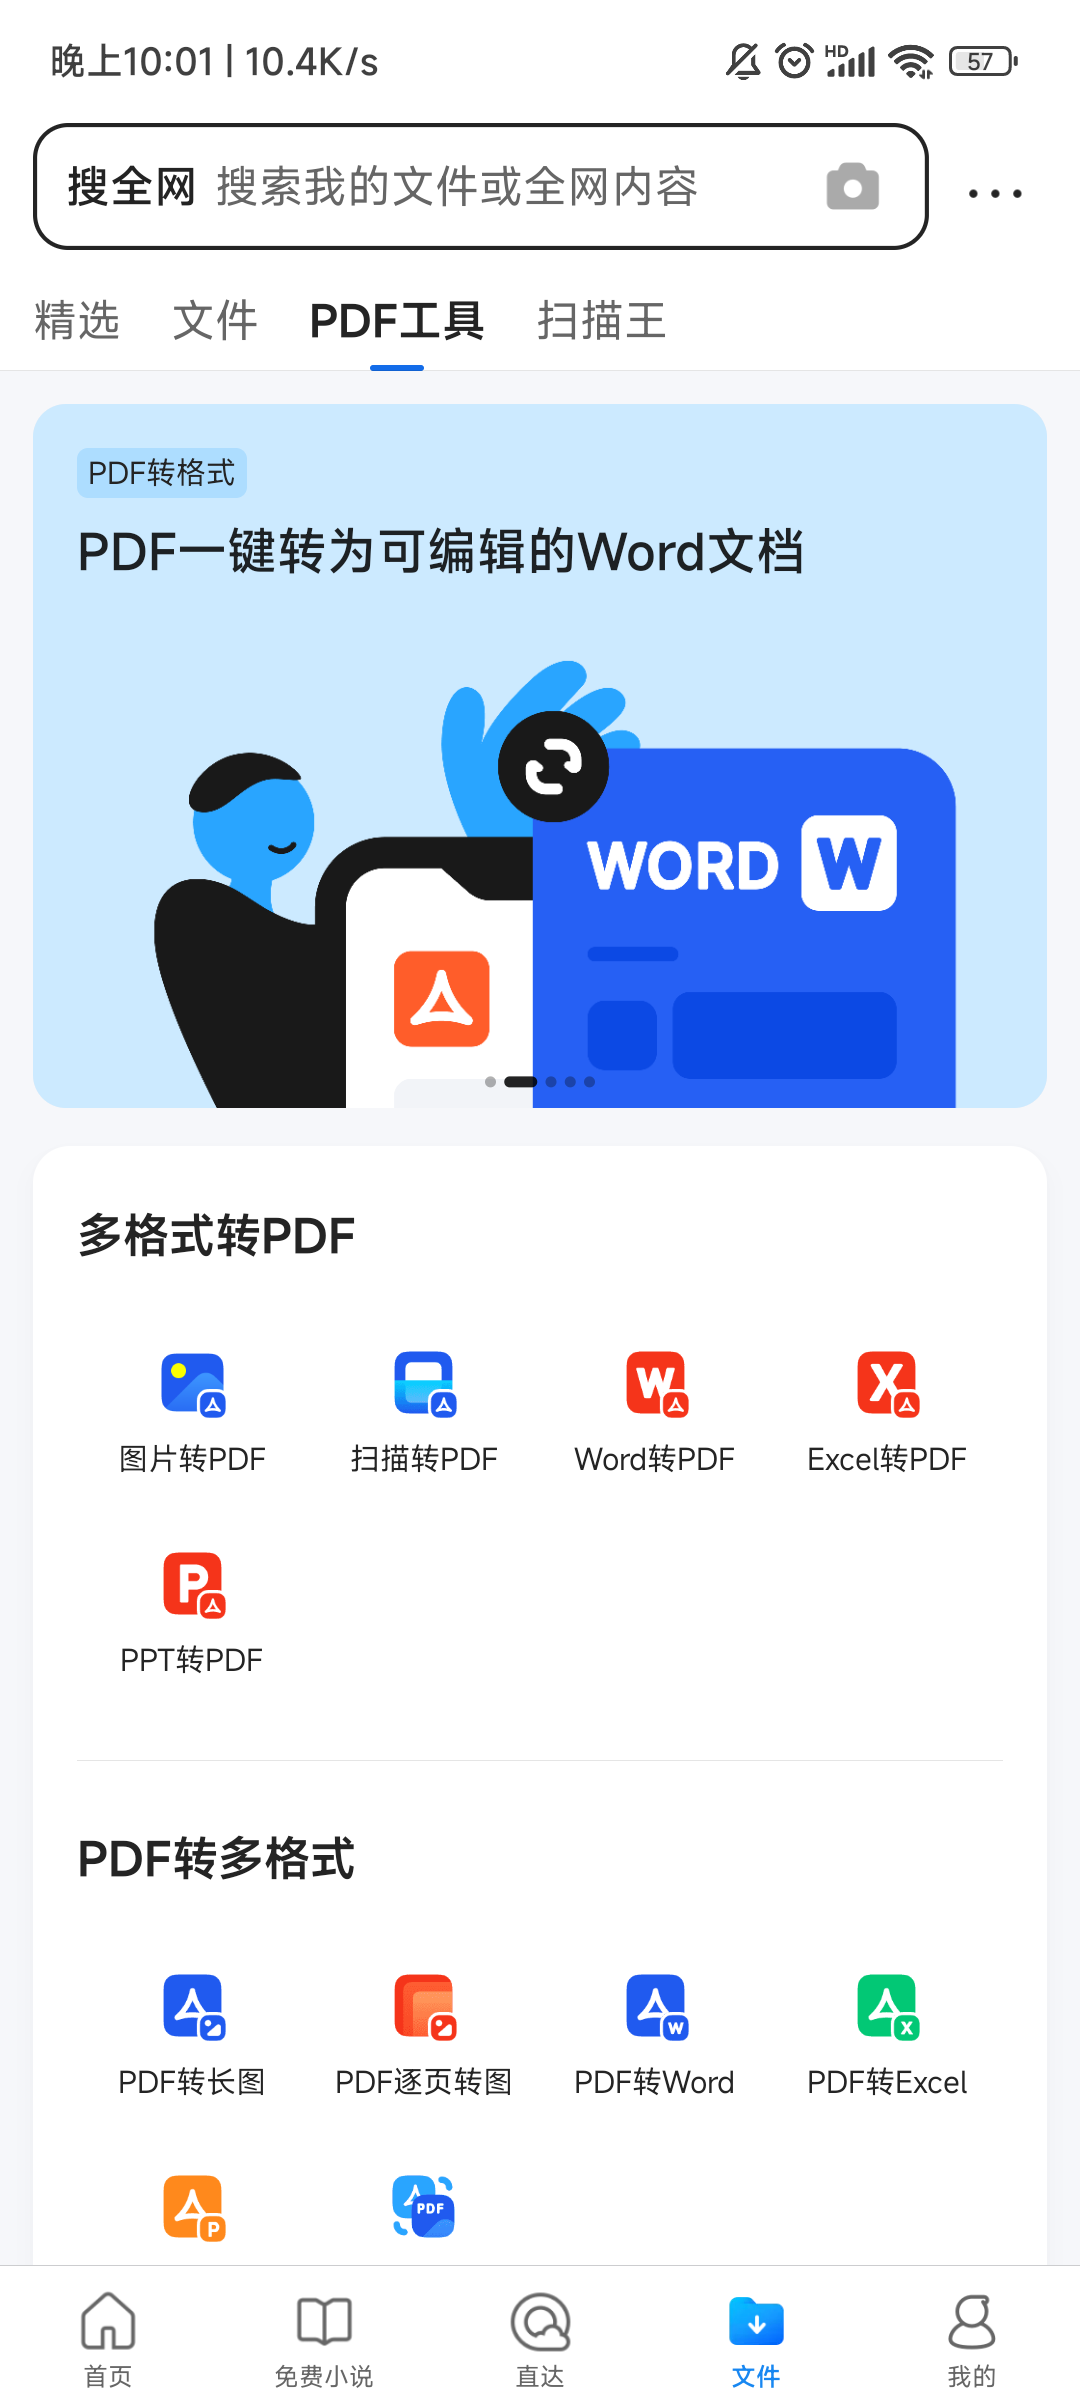 晚上10:01 | 10.4K/s
HD
57
搜全网 搜索我的文件或全网内容
精选 文件 PDF工具 扫描王
PDF转格式
PDF一键转为可编辑的Word文档
WORD W
多格式转PDF
W X
图片转PDF 扫描转PDF Word转PDF Excel转PDF
P
PPT转PDF
PDF转多格式
W X
PDF转长图 PDF逐页转图 PDF转Word PDF转Excel
P PDF
首页 免费小说 直达 文件 我的